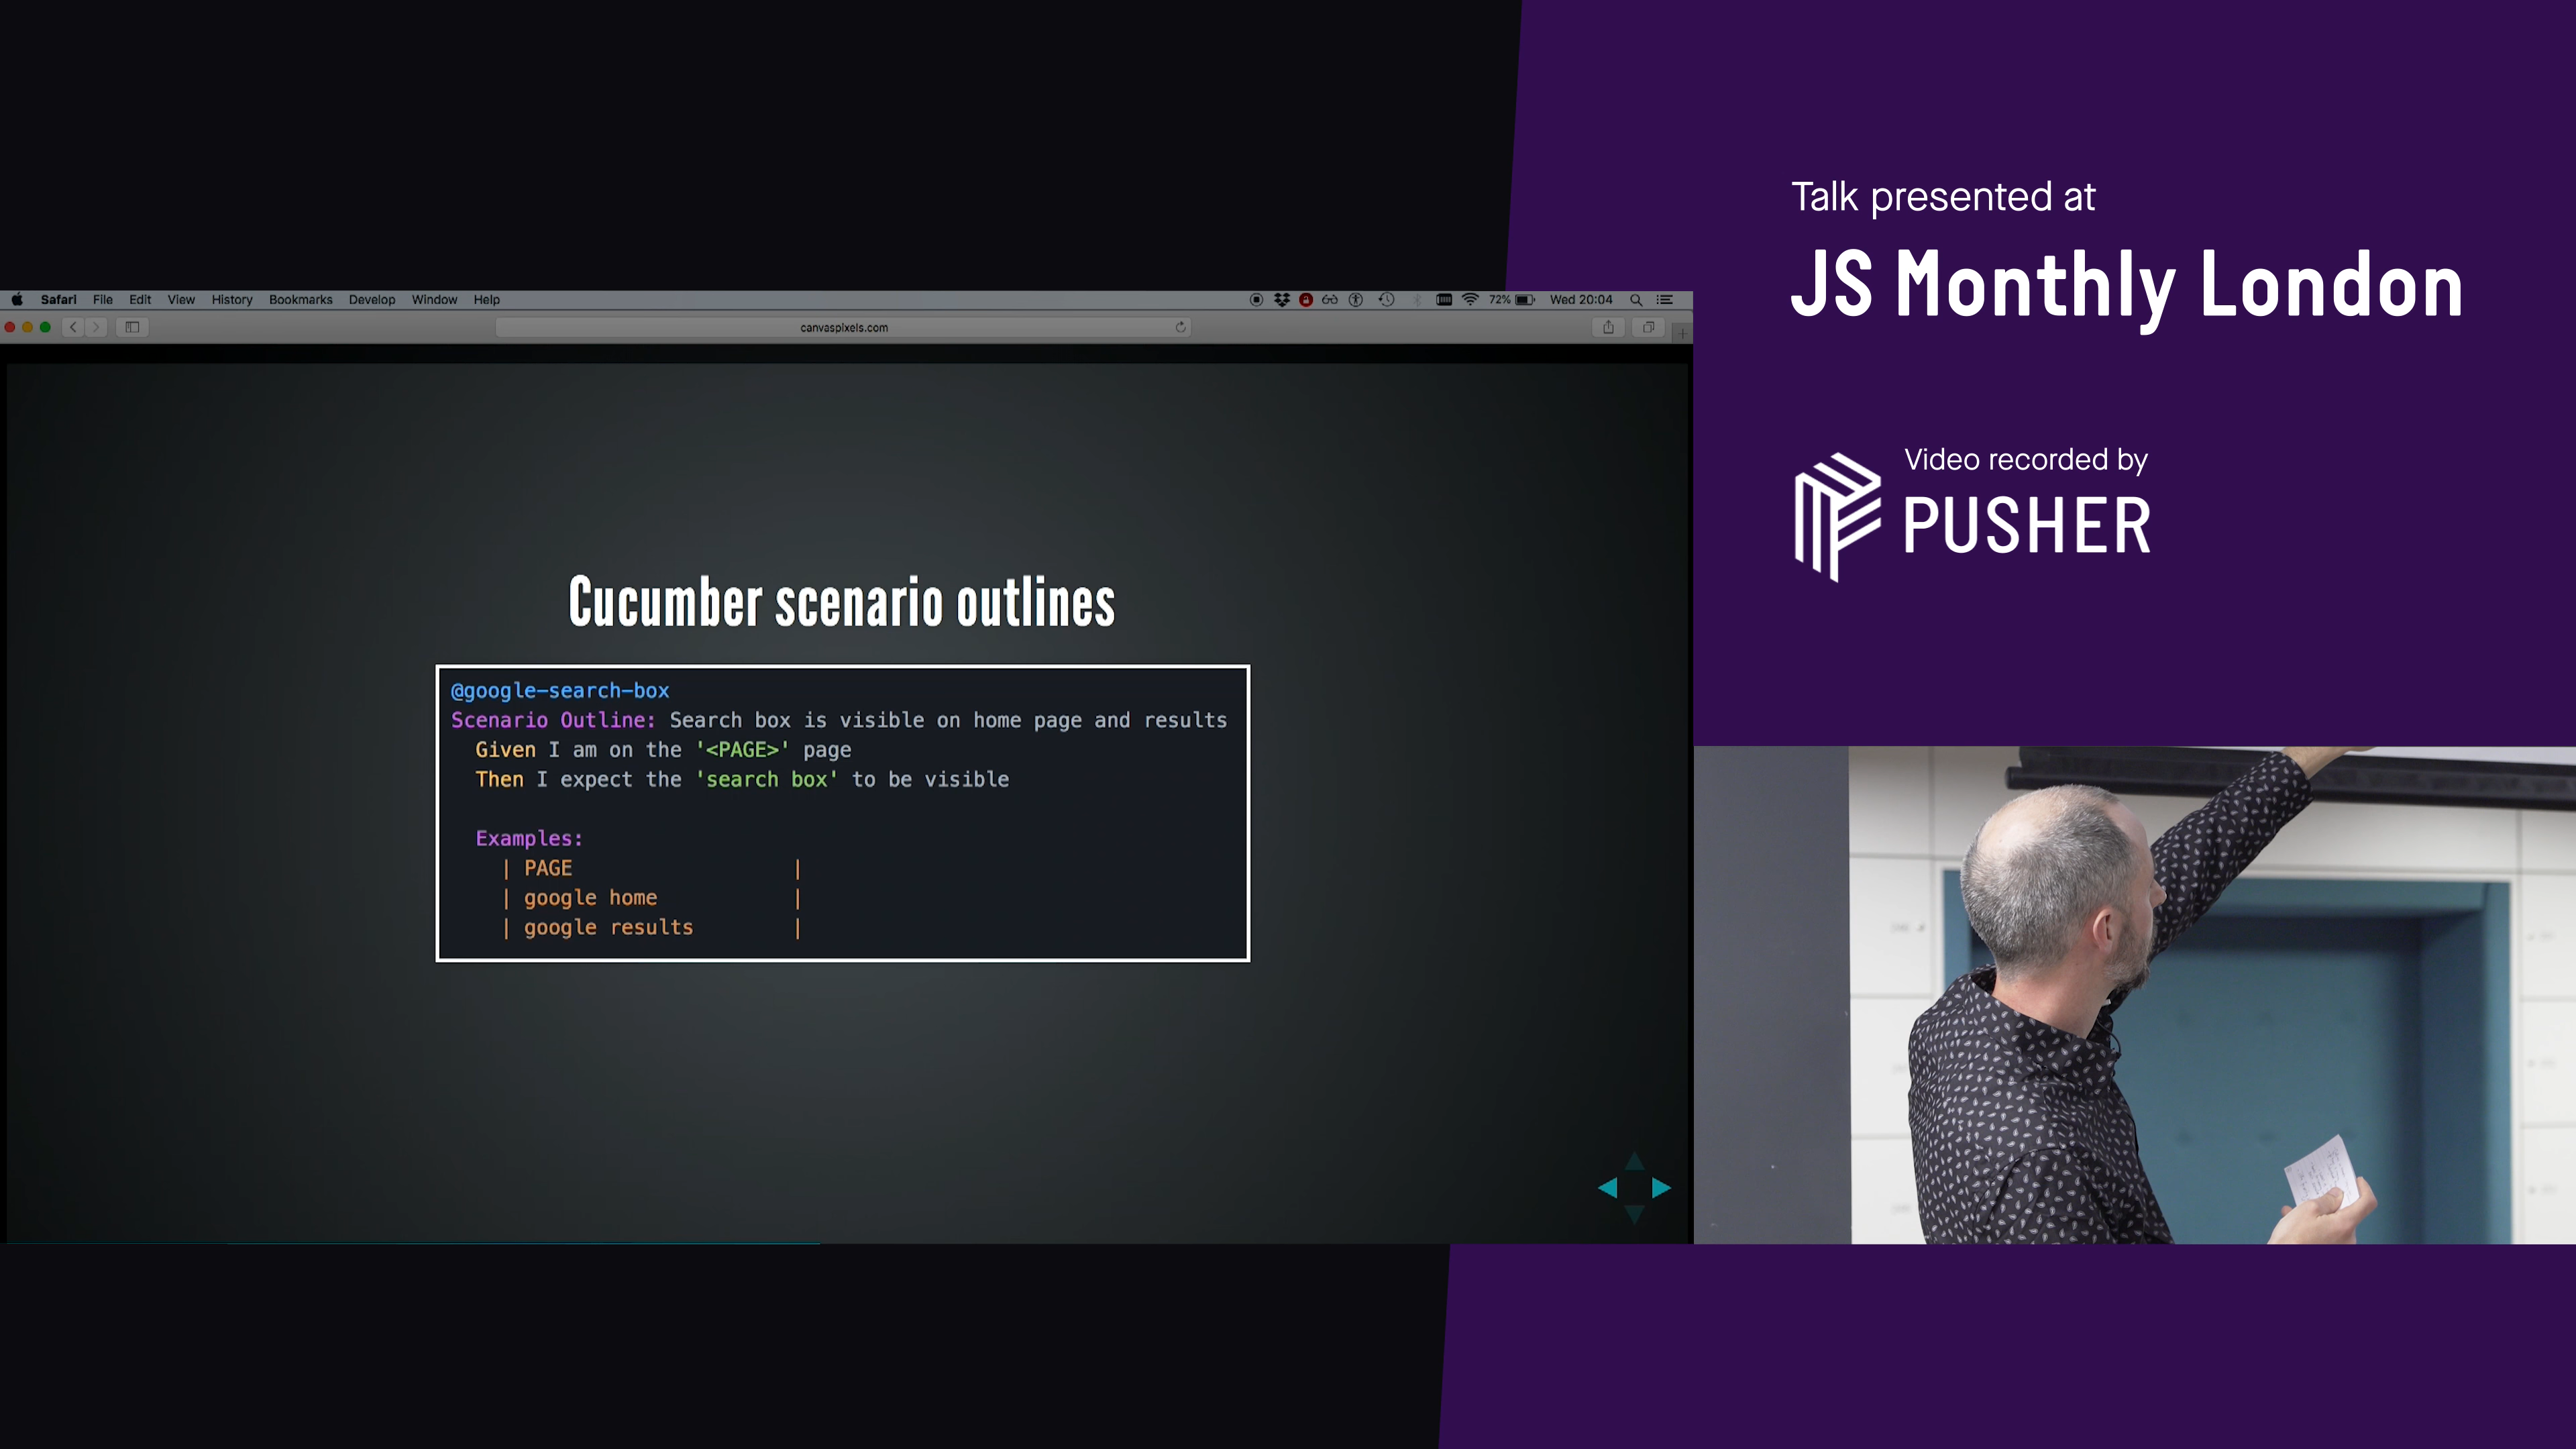 Talk presented at
JS Monthly London
Video recorded by
PUSHER
Safari File Edit View History Bookmarks Develop Window Help
72% Wed 20:04
canvaspixels.com
Cucumber scenario outlines
@google-search-box
Scenario Outline: Search box is visible on home page and results
Given I am on the '<PAGE>' page
Then I expect the 'search box' to be visible
Examples:
| PAGE |
| google home |
| google results |